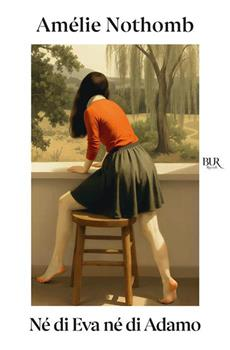 Amélie Nothomb
BUR
Né di Eva né di Adamo